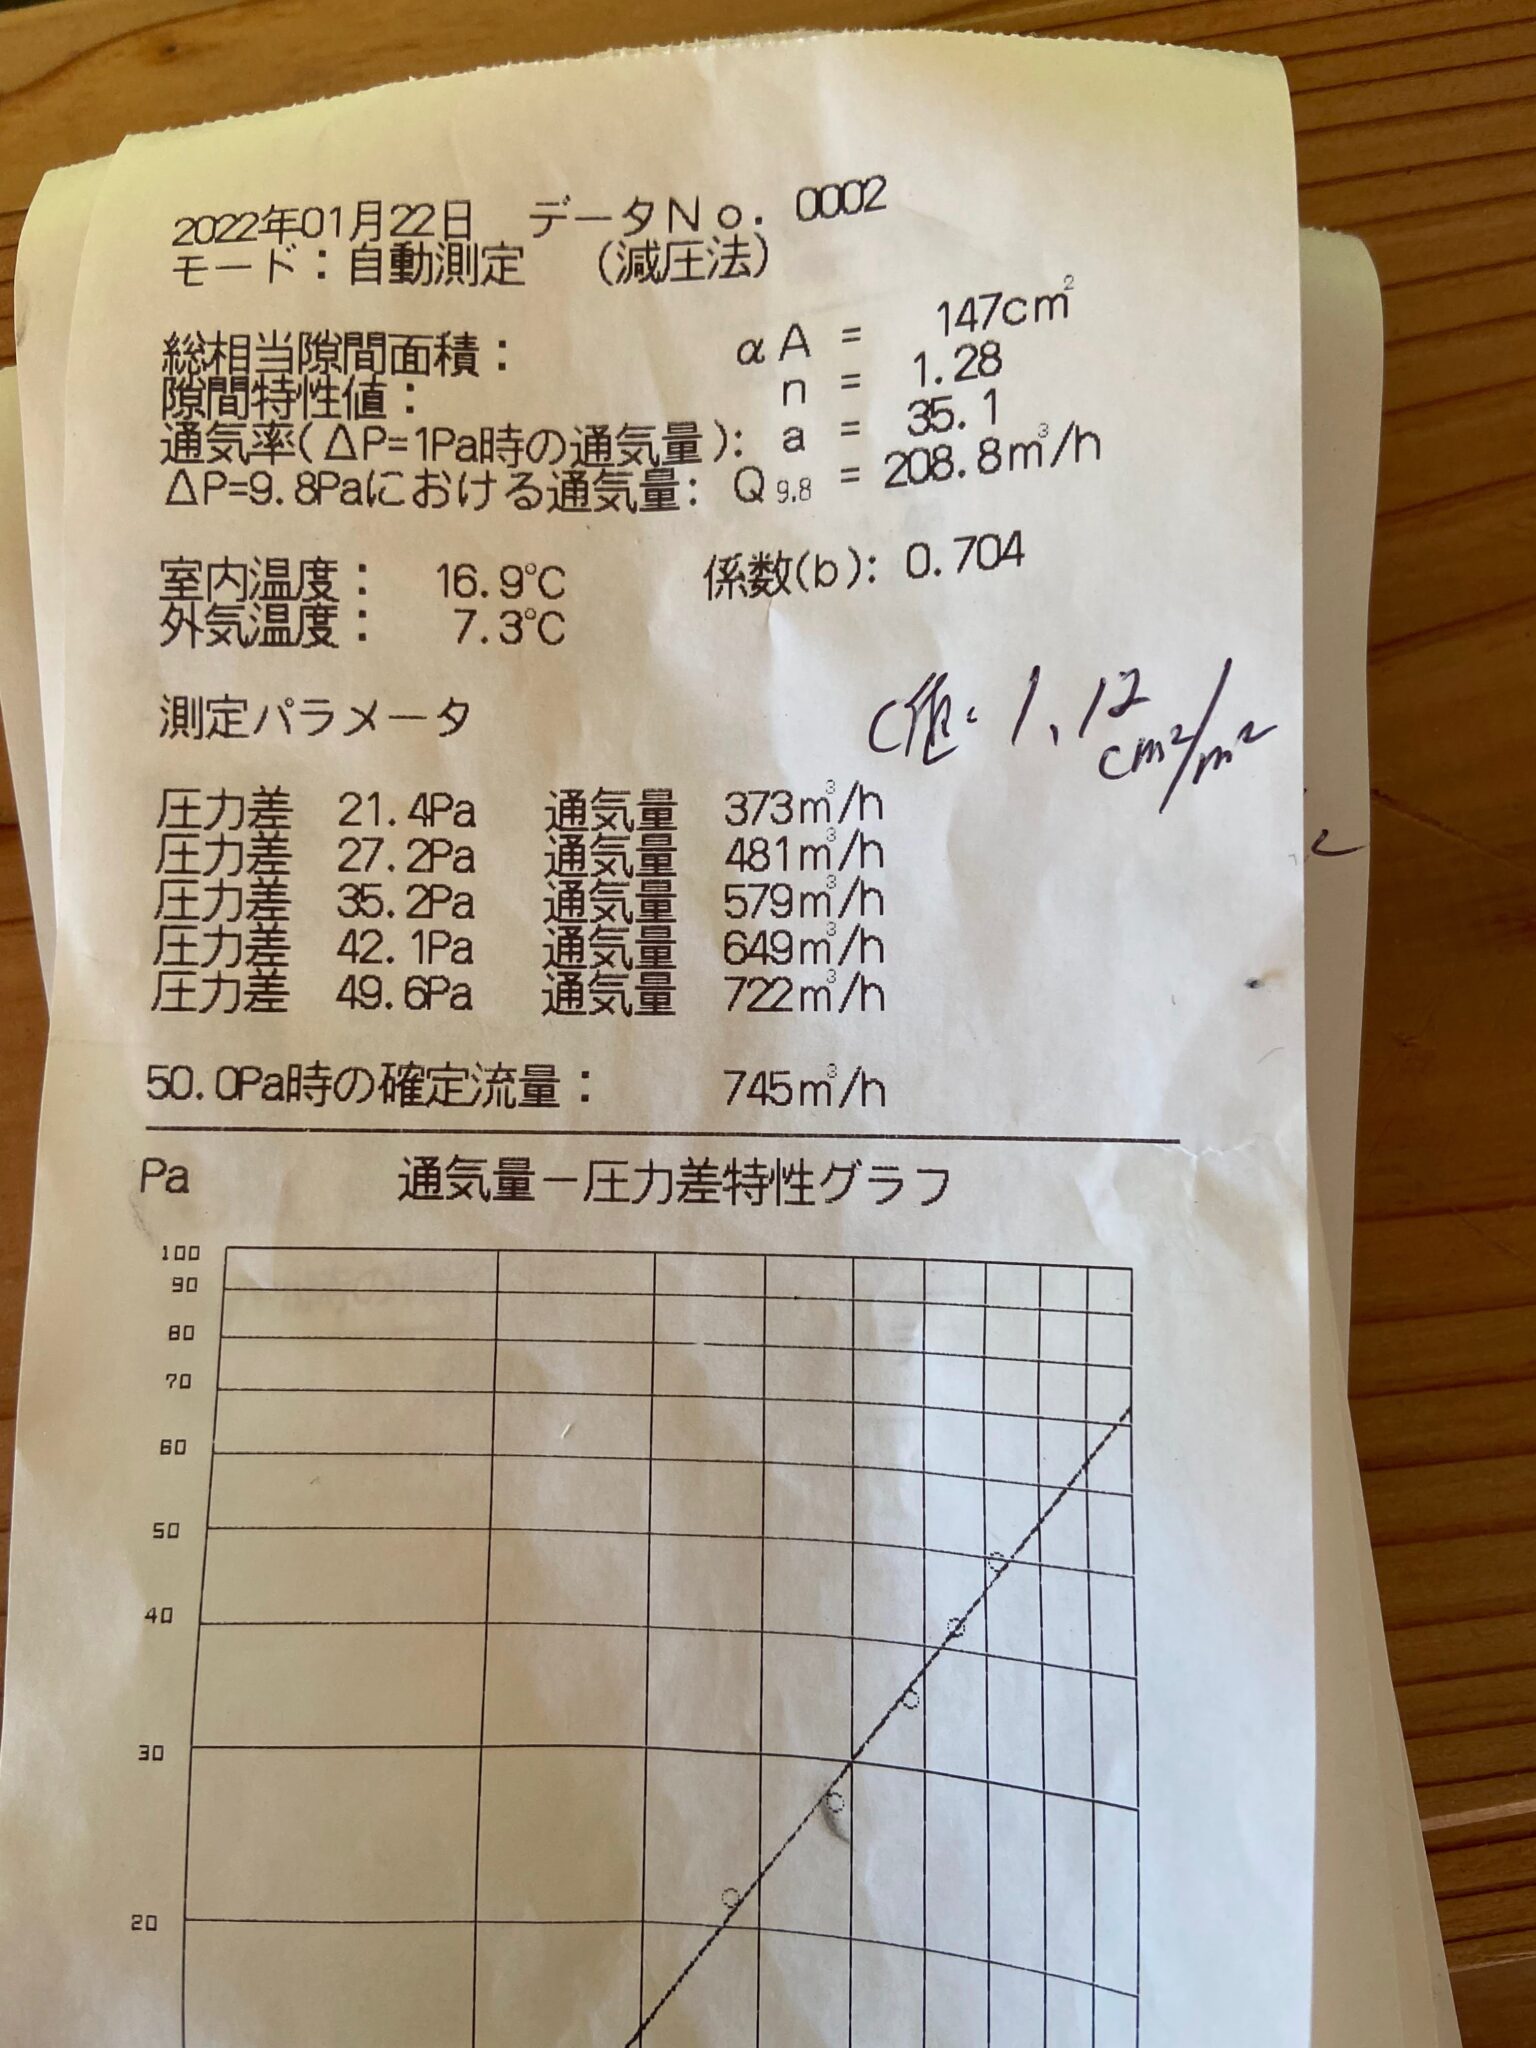 2022年01月22日 データNo. 0002
モード:自動測定 (減圧法)
総相当隙間面積: αA = 147cm²
隙間特性値: n = 1.28
通気率(ΔP=1Pa時の通気量): a = 35.1
ΔP=9.8Paにおける通気量: Q9.8 = 208.8m³/h
室内温度: 16.9℃ 係数(b): 0.704
外気温度: 7.3℃
測定パラメータ
C値: 1.12
cm²/m²
圧力差 21.4Pa 通気量 373m³/h
圧力差 27.2Pa 通気量 481m³/h
圧力差 35.2Pa 通気量 579m³/h
圧力差 42.1Pa 通気量 649m³/h
圧力差 49.6Pa 通気量 722m³/h
50.0Pa時の確定流量: 745m³/h
Pa 通気量-圧力差特性グラフ
100
90
80
70
60
50
40
30
20